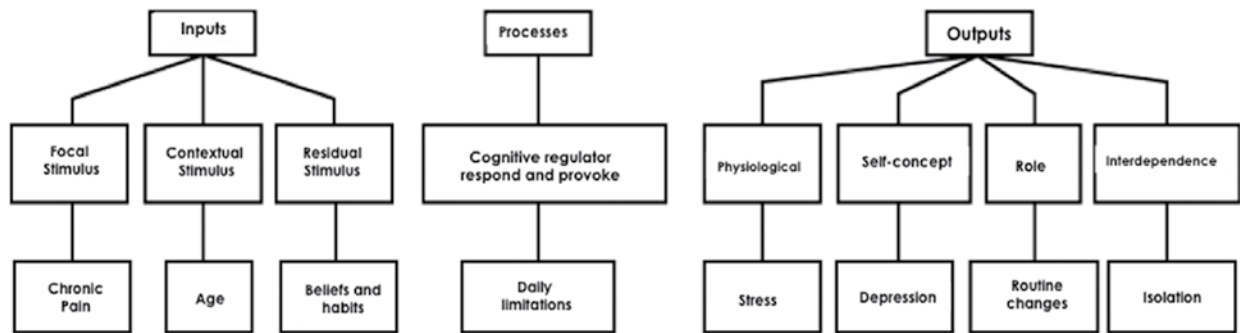 Inputs
Processes
Outputs
Focal
Stimulus
Contextual
Stimulus
Residual
Stimulus
Cognitive regulator
respond and provoke
Physiological
Self-concept
Role
Interdependence
Chronic
Pain
Age
Beliefs and
habits
Daily
limitations
Stress
Depression
Routine
changes
Isolation